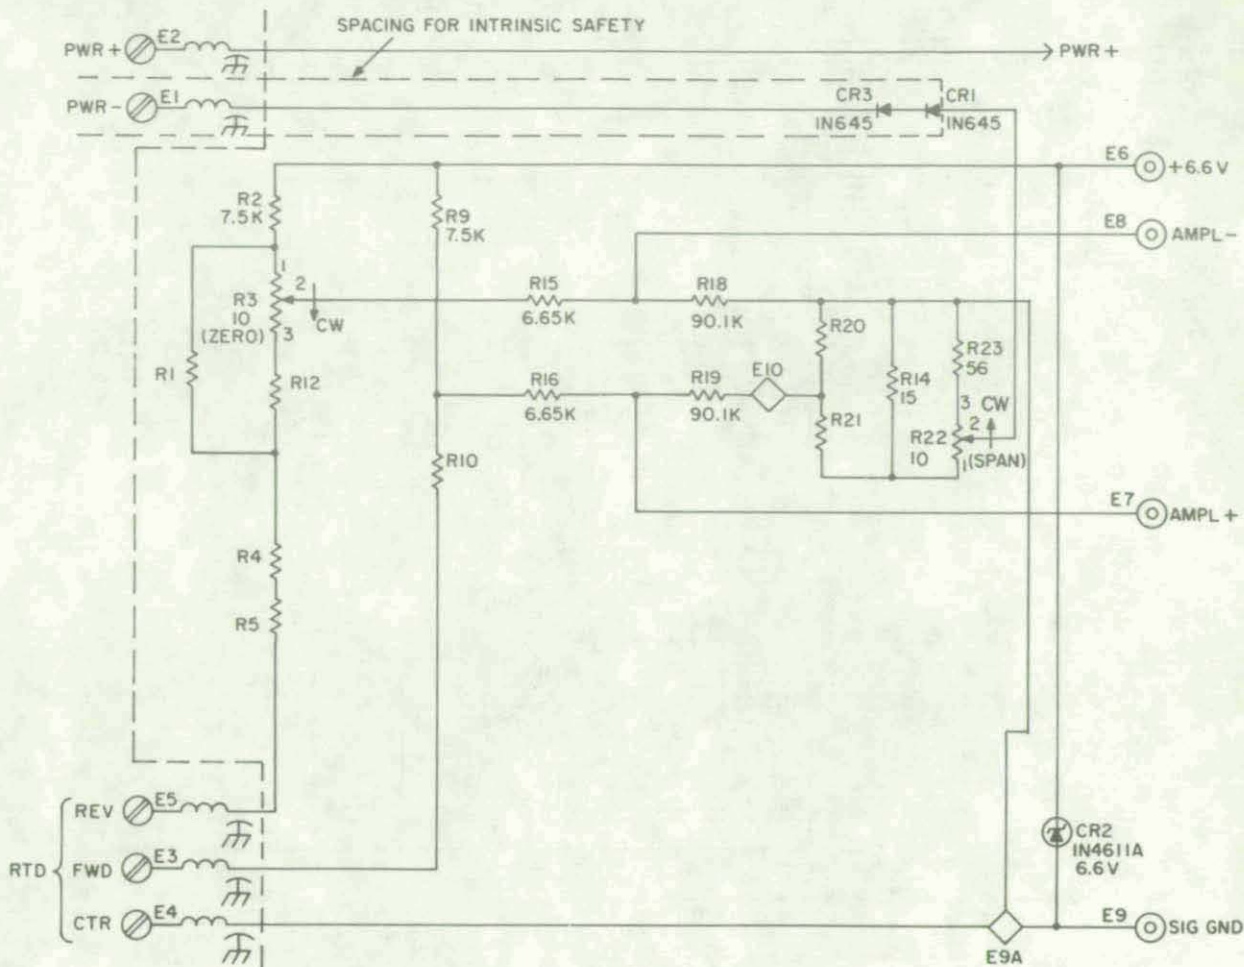 SPACING FOR INTRINSIC SAFETY
PWR+
E2
PWR+
PWR-
E1
CR3
IN645
CR1
IN645
E6
+6.6V
R2
7.5K
R9
7.5K
E8
AMPL-
1
2
R3
10
(ZERO)
3
CW
R15
6.65K
R18
90.1K
R20
R23
56
R1
R12
R16
6.65K
R19
90.1K
E10
R14
15
R21
3
CW
2
R22
10
1
(SPAN)
R10
E7
AMPL+
R4
R5
RTD
REV
E5
FWD
E3
CTR
E4
CR2
IN4611A
6.6V
E9
SIG GND
E9A